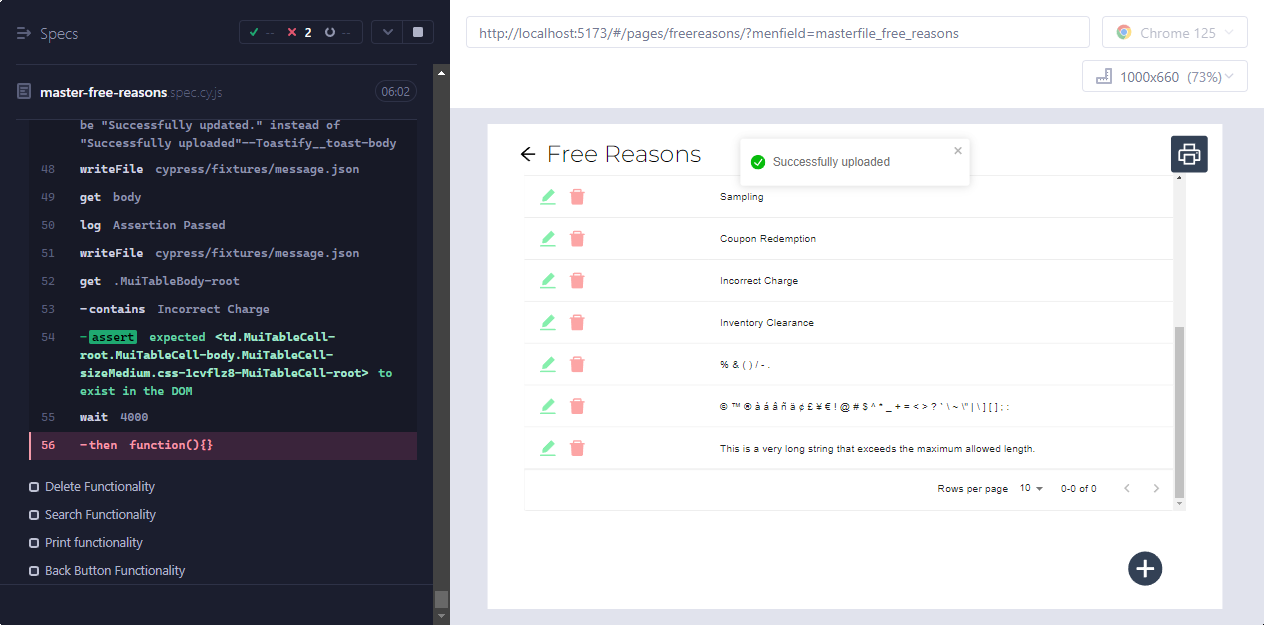 Specs
-- 2 --
master-free-reasons.spec.cy.js 06:02
be "Successfully updated." instead of
"Successfully uploaded"--Toastify__toast-body
48 writeFile cypress/fixtures/message.json
49 get body
50 log Assertion Passed
51 writeFile cypress/fixtures/message.json
52 get .MuiTableBody-root
53 -contains Incorrect Charge
54 -assert expected <td.MuiTableCell-
root.MuiTableCell-body.MuiTableCell-
sizeMedium.css-1cvflz8-MuiTableCell-root> to
exist in the DOM
55 wait 4000
56 -then function(){}
Delete Functionality
Search Functionality
Print functionality
Back Button Functionality
http://localhost:5173/#/pages/freereasons/?menfield=masterfile_free_reasons
Chrome 125
1000x660 (73%)
Free Reasons
Successfully uploaded
Sampling
Coupon Redemption
Incorrect Charge
Inventory Clearance
% & ( ) / - .
© ™ ® à á â ñ ä ¢ £ ¥ € ! @ # $ ^ * _ + = < > ? ` \ ~ \" | \ ] [ ] ; :
This is a very long string that exceeds the maximum allowed length.
Rows per page 10 0-0 of 0